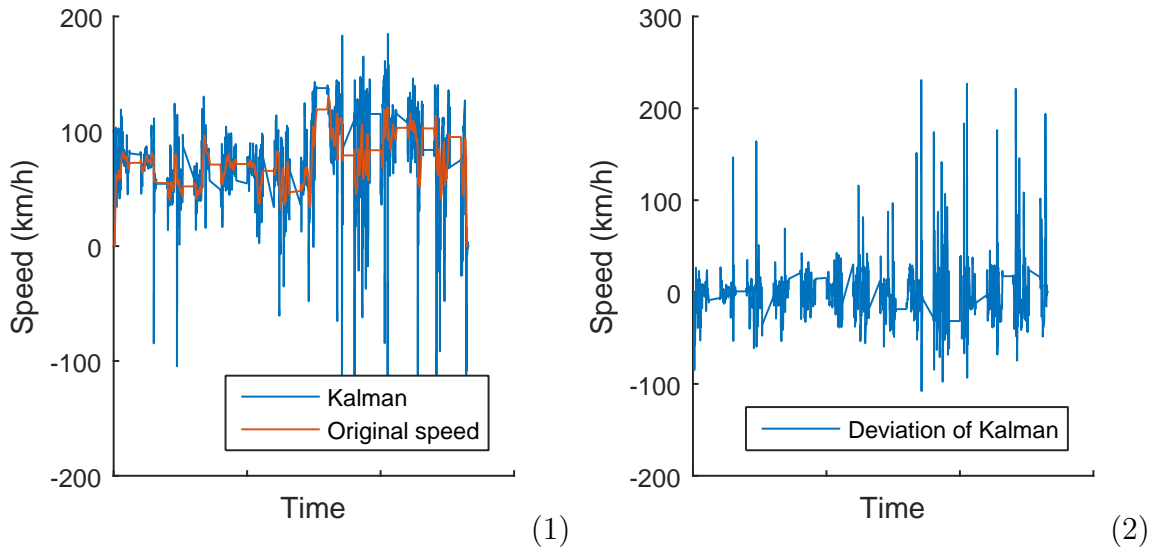 200
100
0
-100
-200
Speed (km/h)
Kalman
Original speed
Time
(1)
300
200
100
0
-100
-200
Speed (km/h)
Deviation of Kalman
Time
(2)